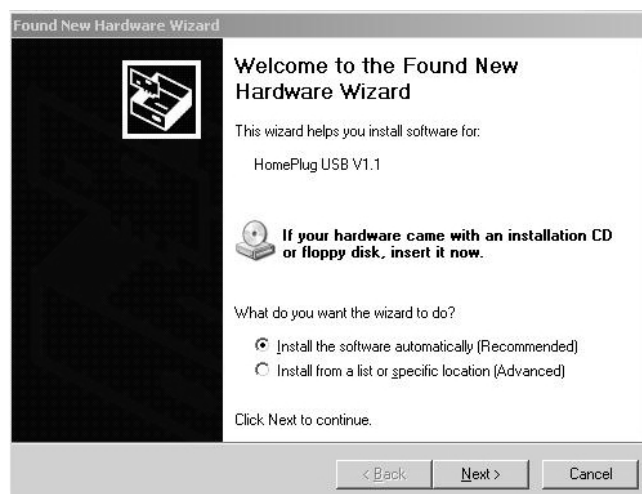 Found New Hardware Wizard
Welcome to the Found New
Hardware Wizard
This wizard helps you install software for:
HomePlug USB V1.1
If your hardware came with an installation CD
or floppy disk, insert it now.
What do you want the wizard to do?
Install the software automatically (Recommended)
Install from a list or specific location (Advanced)
Click Next to continue.
< Back Next > Cancel